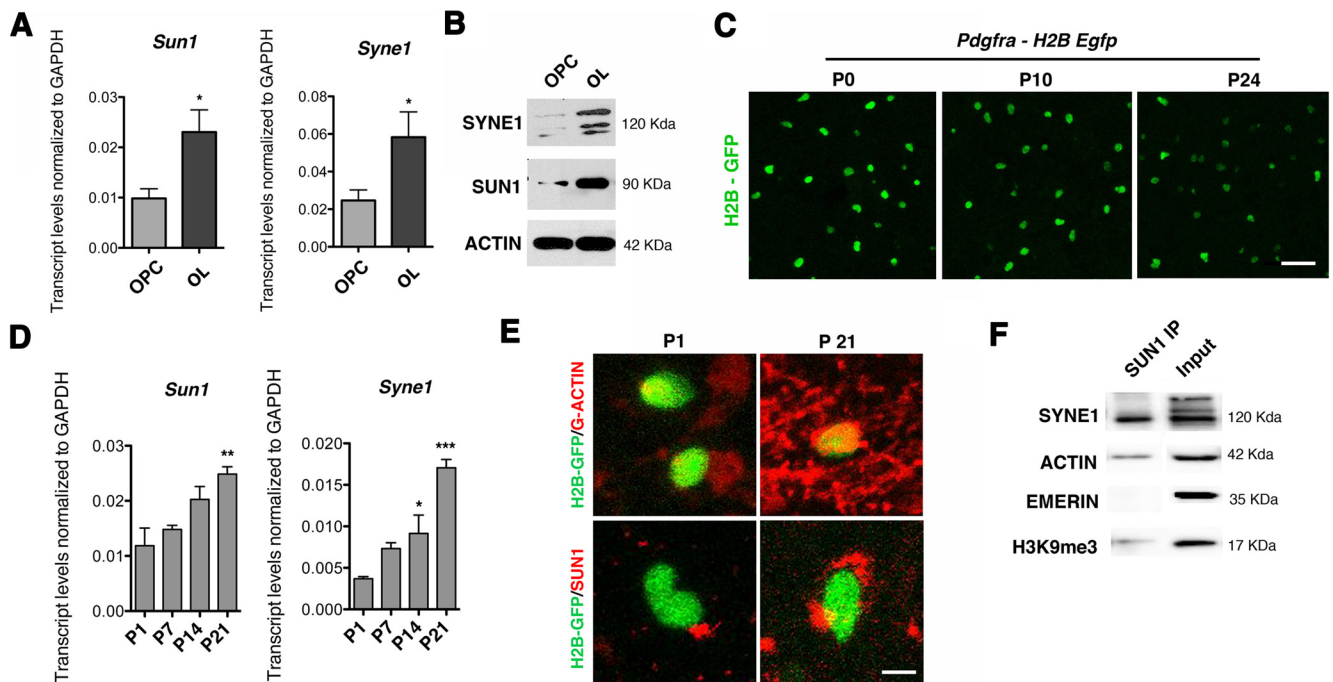 A
Sun1
Transcript levels normalized to GAPDH
0.03
0.02
0.01
0.00
*
OPC
OL
Syne1
Transcript levels normalized to GAPDH
0.08
0.06
0.04
0.02
0.00
*
OPC
OL
B
OPC
OL
SYNE1
120 Kda
SUN1
90 KDa
ACTIN
42 KDa
C
Pdgfra - H2B Egfp
P0
P10
P24
H2B - GFP
D
Sun1
Transcript levels normalized to GAPDH
0.03
0.02
0.01
0.00
**
P1
P7
P14
P21
Syne1
Transcript levels normalized to GAPDH
0.020
0.015
0.010
0.005
0.000
*
***
P1
P7
P14
P21
E
P1
P 21
H2B-GFP/G-ACTIN
H2B-GFP/SUN1
F
SUN1 IP
Input
SYNE1
120 Kda
ACTIN
42 Kda
EMERIN
35 KDa
H3K9me3
17 KDa